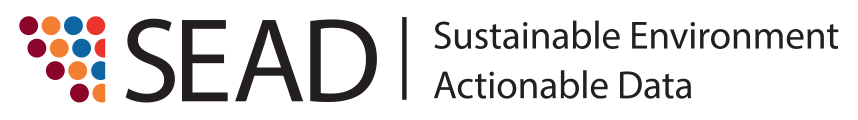 SEAD
Sustainable Environment
Actionable Data